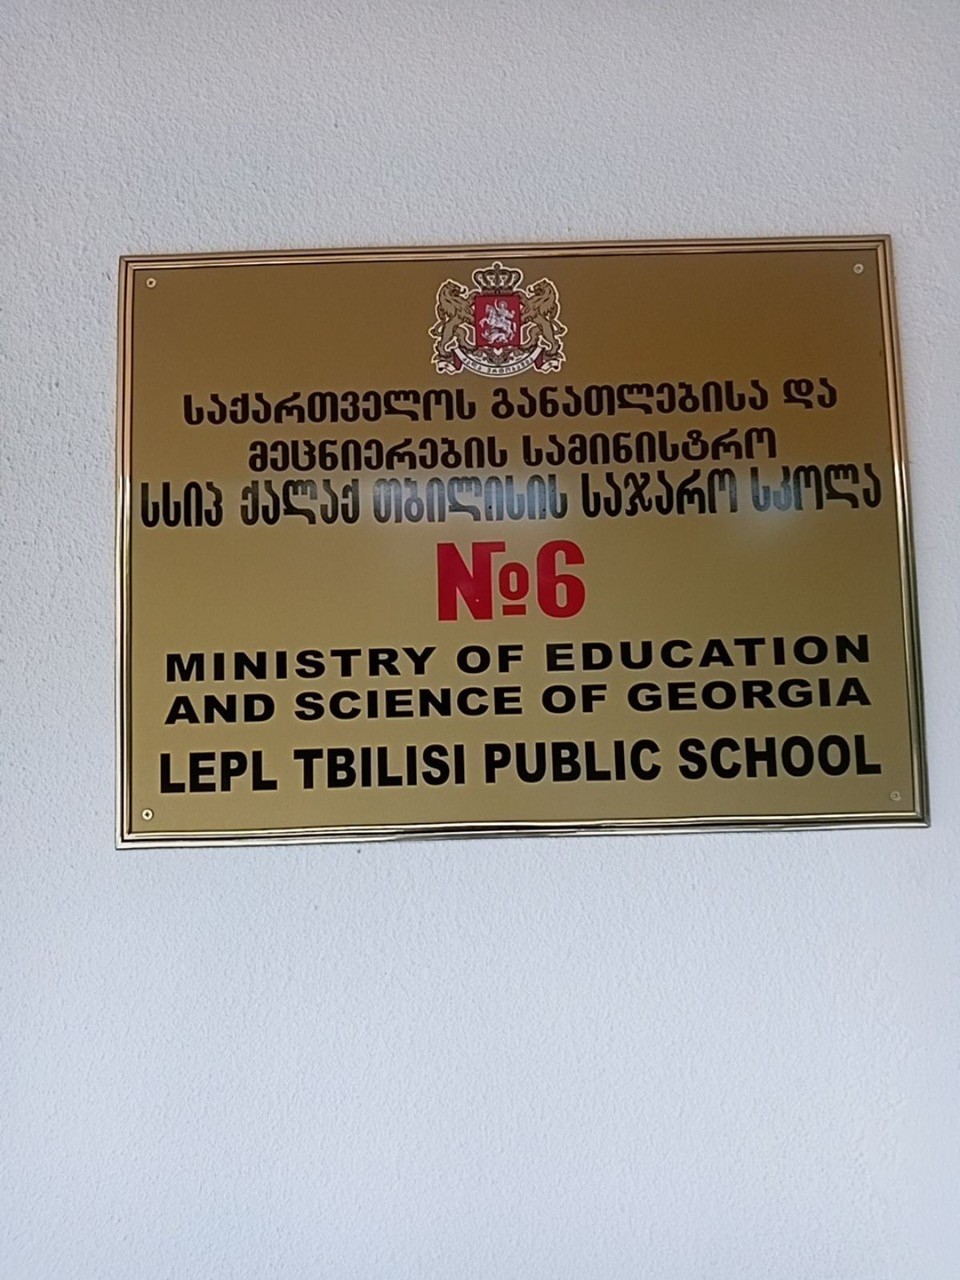 საქართველოს განათლებისა და
მეცნიერების სამინისტრო
სსიპ ქალაქ თბილისის საჯარო სკოლა
№6
MINISTRY OF EDUCATION
AND SCIENCE OF GEORGIA
LEPL TBILISI PUBLIC SCHOOL